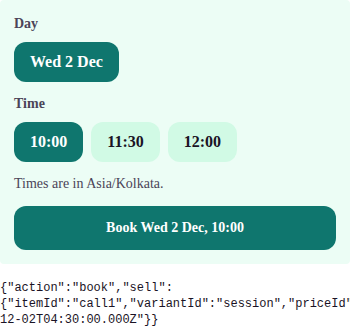 Day
Wed 2 Dec
Time
10:00 11:30 12:00
Times are in Asia/Kolkata.
Book Wed 2 Dec, 10:00
{"action":"book","sell":
{"itemId":"call1","variantId":"session","priceId"
12-02T04:30:00.000Z"}}